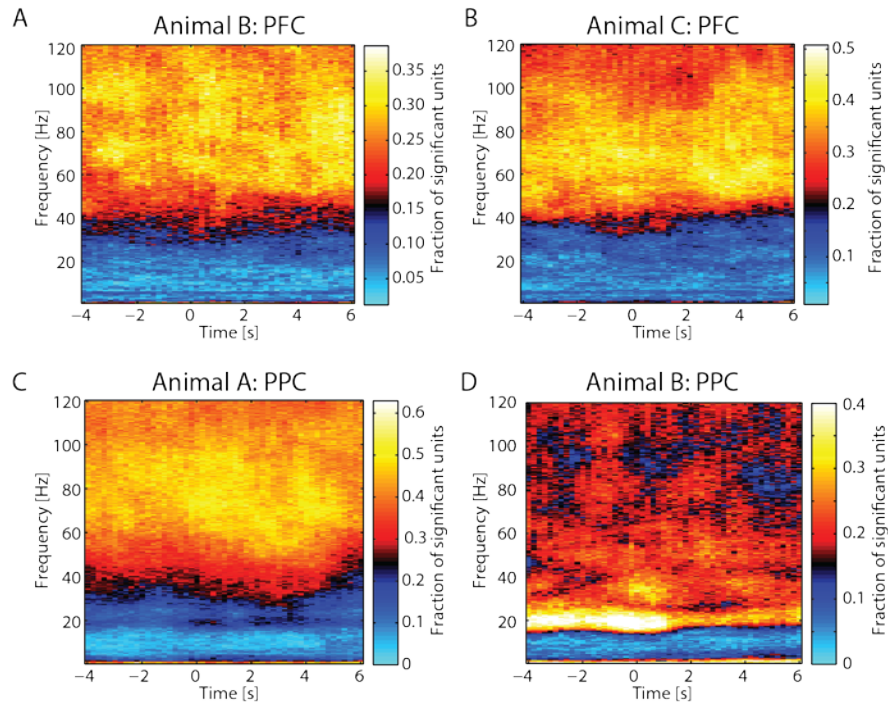 A
Animal B: PFC
Frequency [Hz]
120
100
80
60
40
20
−4 −2 0 2 4 6
Time [s]
0.35
0.30
0.25
0.20
0.15
0.10
0.05
Fraction of significant units
B
Animal C: PFC
Frequency [Hz]
120
100
80
60
40
20
−4 −2 0 2 4 6
Time [s]
0.5
0.4
0.3
0.2
0.1
Fraction of significant units
C
Animal A: PPC
Frequency [Hz]
120
100
80
60
40
20
−4 −2 0 2 4 6
Time [s]
0.6
0.5
0.4
0.3
0.2
0.1
0
Fraction of significant units
D
Animal B: PPC
Frequency [Hz]
120
100
80
60
40
20
−4 −2 0 2 4 6
Time [s]
0.4
0.3
0.2
0.1
0
Fraction of significant units